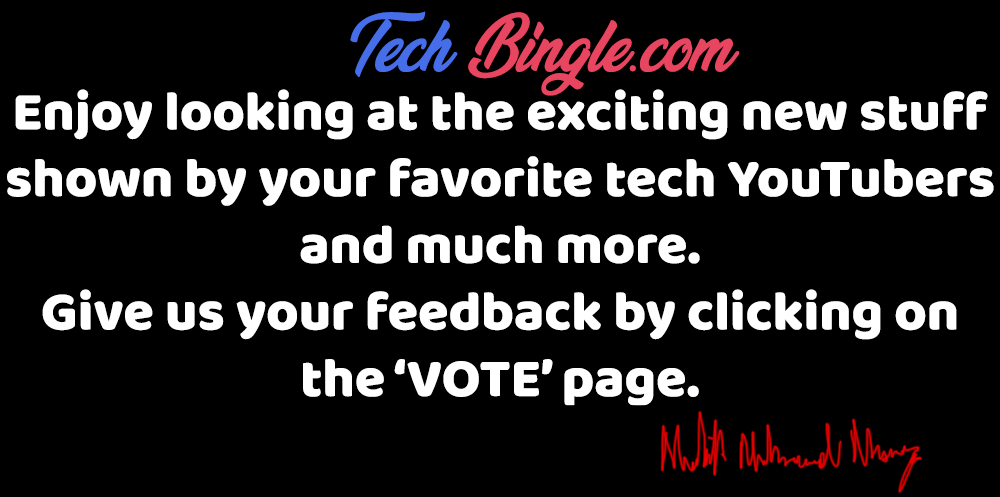 Tech Bingle.com
Enjoy looking at the exciting new stuff
shown by your favorite tech YouTubers
and much more.
Give us your feedback by clicking on
the ‘VOTE’ page.